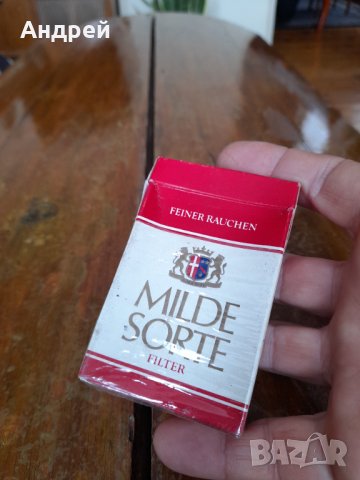 Андрей
FEINER RAUCHEN
MILDE
SORTE
FILTER
BAZAR